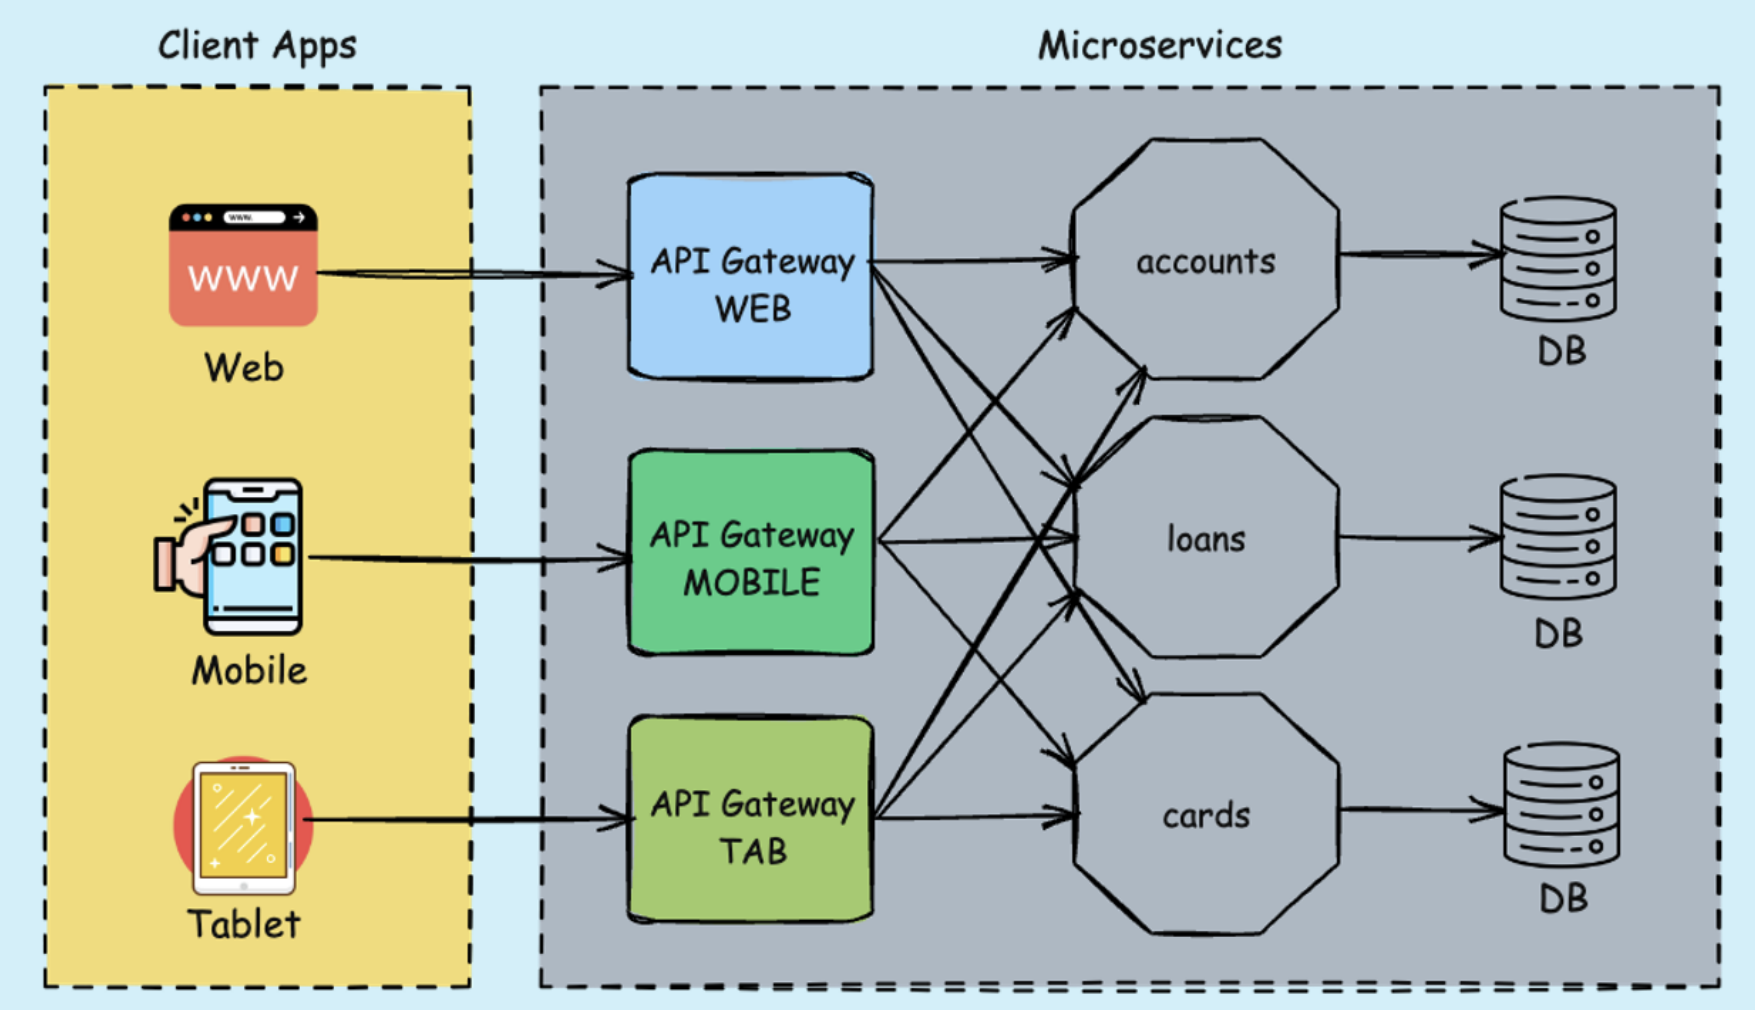 Client Apps
Microservices
www.
WWW
Web
API Gateway
WEB
accounts
DB
Mobile
API Gateway
MOBILE
loans
DB
Tablet
API Gateway
TAB
cards
DB